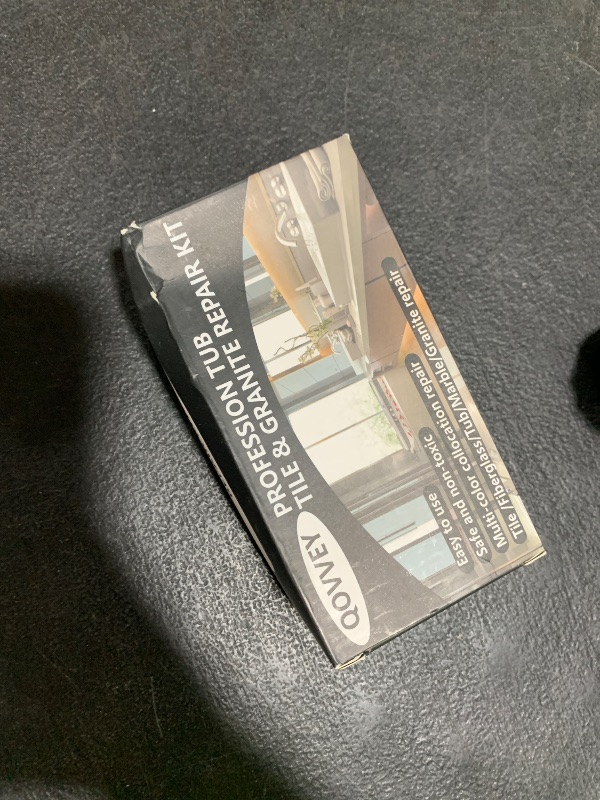 QOVVEY
PROFESSION TUB
TILE & GRANITE REPAIR KIT
Easy to use
Safe and non-toxic
Multi-color collocation repair
Tile/Fiberglass/Tub/Marble/Granite repair